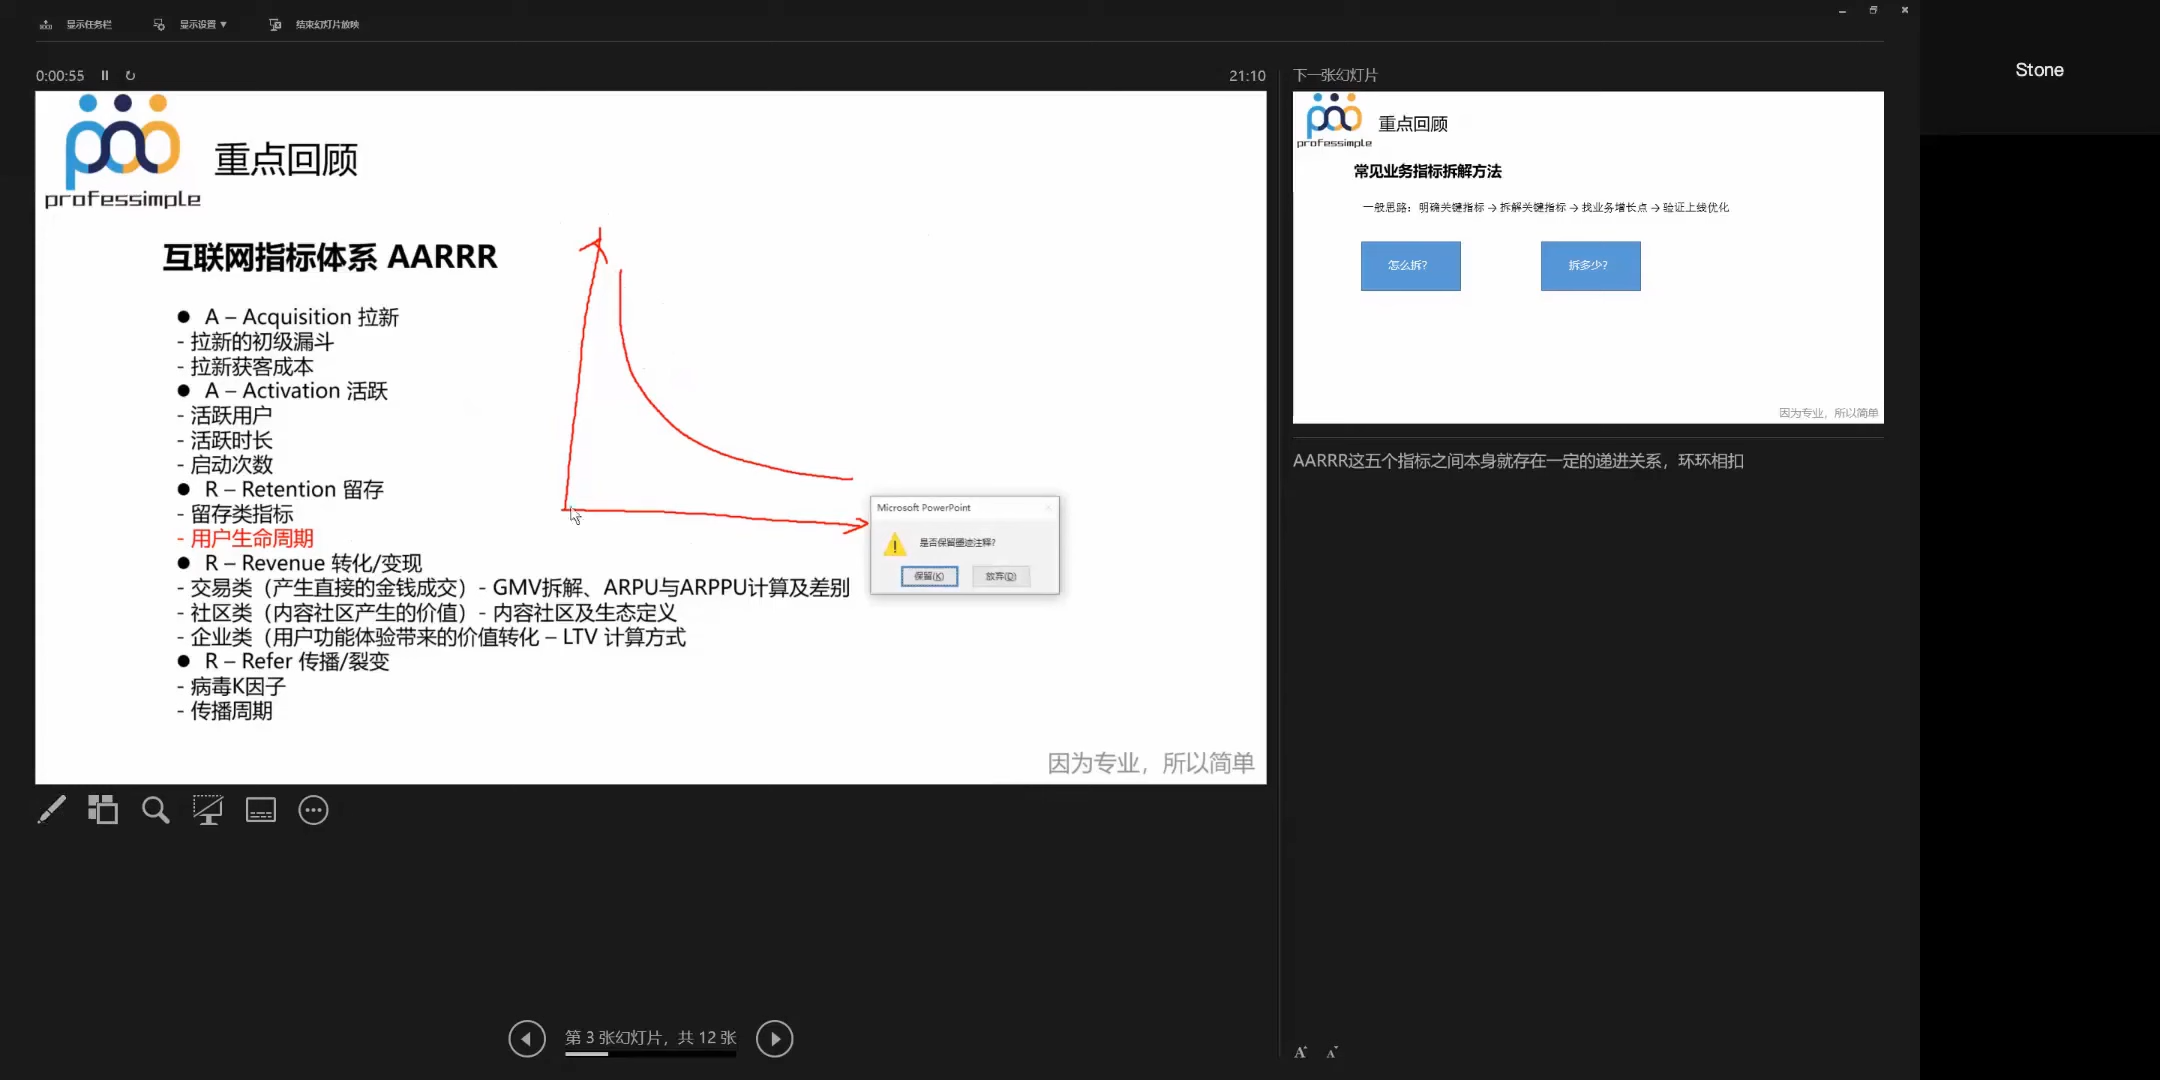 显示任务栏 显示设置 ▼ 结束幻灯片放映
0:00:55
21:10
professimple
重点回顾
互联网指标体系 AARRR
● A – Acquisition 拉新
- 拉新的初级漏斗
- 拉新获客成本
● A – Activation 活跃
- 活跃用户
- 活跃时长
- 启动次数
● R – Retention 留存
- 留存类指标
- 用户生命周期
● R – Revenue 转化/变现
- 交易类（产生直接的金钱成交）- GMV拆解、ARPU与ARPPU计算及差别
- 社区类（内容社区产生的价值）- 内容社区及生态定义
- 企业类（用户功能体验带来的价值转化 – LTV 计算方式
● R – Refer 传播/裂变
- 病毒K因子
- 传播周期
因为专业，所以简单
Microsoft PowerPoint
是否保留墨迹注释?
保留(K) 放弃(D)
第 3 张幻灯片，共 12 张
下一张幻灯片
professimple
重点回顾
常见业务指标拆解方法
一般思路：明确关键指标 → 拆解关键指标 → 找业务增长点 → 验证上线优化
怎么拆? 拆多少?
因为专业，所以简单
AARRR这五个指标之间本身就存在一定的递进关系，环环相扣
A A
Stone